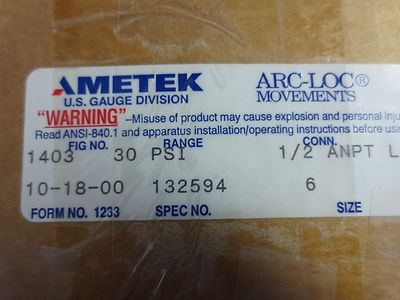 AMETEK ARC-LOC®
U.S. GAUGE DIVISION MOVEMENTS
"WARNING" –Misuse of product may cause explosion and personal
Read ANSI-840.1 and apparatus installation/operating instructions before
FIG NO. RANGE CONN.
1403 30 PSI 1/2 ANPT L
10-18-00 132594 6
FORM NO. 1233 SPEC NO. SIZE